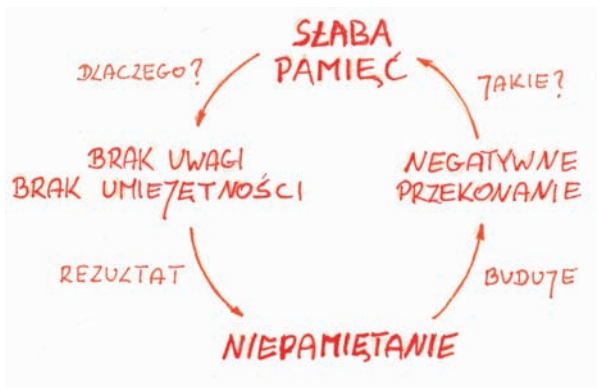 SŁABA
PAMIĘĆ
DLACZEGO?
JAKIE?
BRAK UWAGI
BRAK UMIEJĘTNOŚCI
NEGATYWNE
PRZEKONANIE
REZULTAT
BUDUJE
NIEPAMIĘTANIE